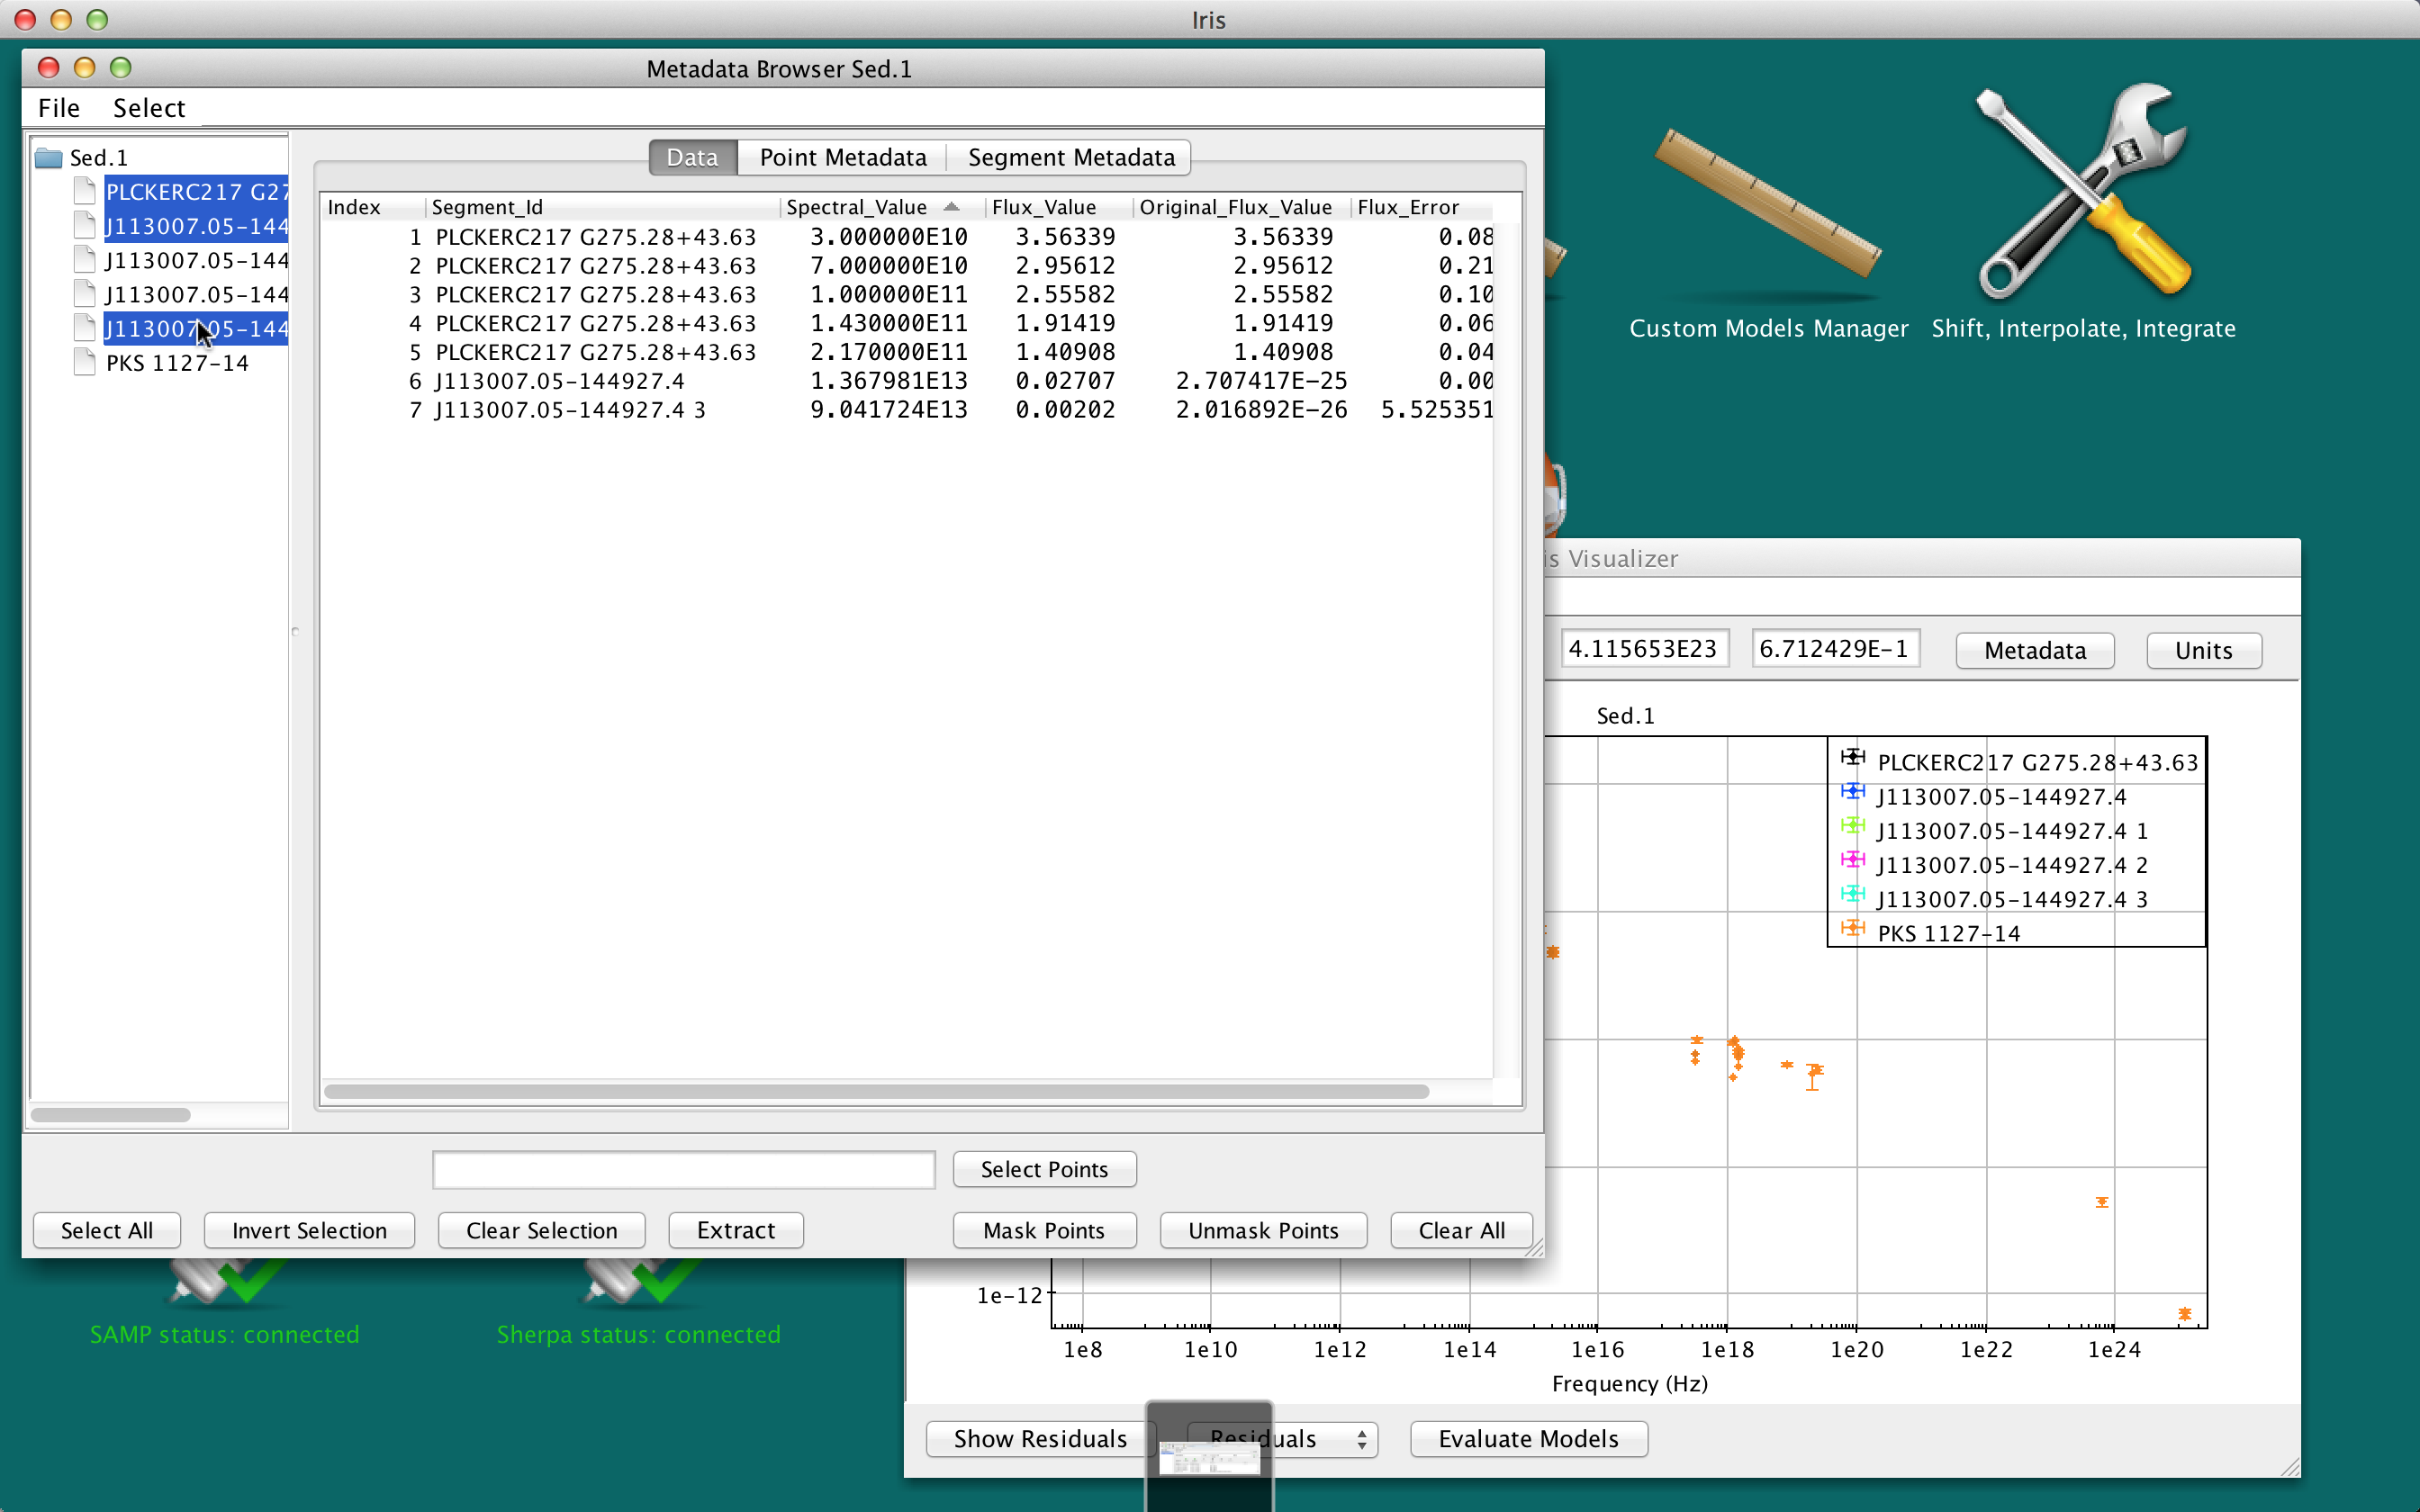 Iris
Metadata Browser Sed.1
File Select
Sed.1
PLCKERC217 G27
J113007.05-144
J113007.05-144
J113007.05-144
J113007.05-144
PKS 1127-14
Data Point Metadata Segment Metadata
Index Segment_Id Spectral_Value Flux_Value Original_Flux_Value Flux_Error
1 PLCKERC217 G275.28+43.63 3.000000E10 3.56339 3.56339 0.08
2 PLCKERC217 G275.28+43.63 7.000000E10 2.95612 2.95612 0.21
3 PLCKERC217 G275.28+43.63 1.000000E11 2.55582 2.55582 0.10
4 PLCKERC217 G275.28+43.63 1.430000E11 1.91419 1.91419 0.06
5 PLCKERC217 G275.28+43.63 2.170000E11 1.40908 1.40908 0.04
6 J113007.05-144927.4 1.367981E13 0.02707 2.707417E-25 0.00
7 J113007.05-144927.4 3 9.041724E13 0.00202 2.016892E-26 5.525351
Select Points
Select All Invert Selection Clear Selection Extract Mask Points Unmask Points Clear All
Custom Models Manager
Shift, Interpolate, Integrate
is Visualizer
4.115653E23 6.712429E-1 Metadata Units
Sed.1
PLCKERC217 G275.28+43.63
J113007.05-144927.4
J113007.05-144927.4 1
J113007.05-144927.4 2
J113007.05-144927.4 3
PKS 1127-14
1e-12
1e8 1e10 1e12 1e14 1e16 1e18 1e20 1e22 1e24
Frequency (Hz)
Show Residuals Residuals Evaluate Models
SAMP status: connected
Sherpa status: connected